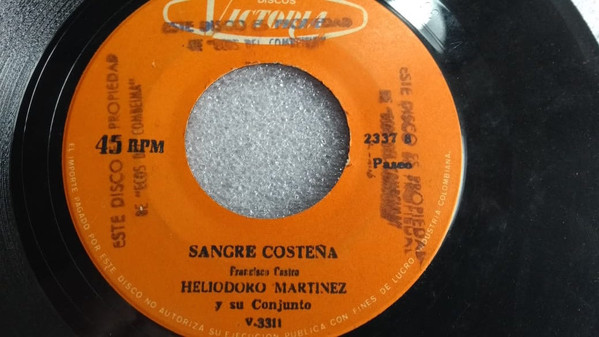 DISCOS
VICTORIA
ESTE DISCO ES PROPIEDAD
DE "ECOS DEL COMBEIMA"
ESTE DISCO ES PROPIEDAD
DE "ECOS DEL COMBEIMA"
ESTE DISCO ES PROPIEDAD
45 RPM
2337 B
Paseo
SANGRE COSTEÑA
Francisco Castro
HELIODORO MARTINEZ
y su Conjunto
V-3311
EL IMPORTE PAGADO POR ESTE DISCO NO AUTORIZA SU EJECUCION PUBLICA CON FINES DE LUCRO. INDUSTRIA COLOMBIANA.